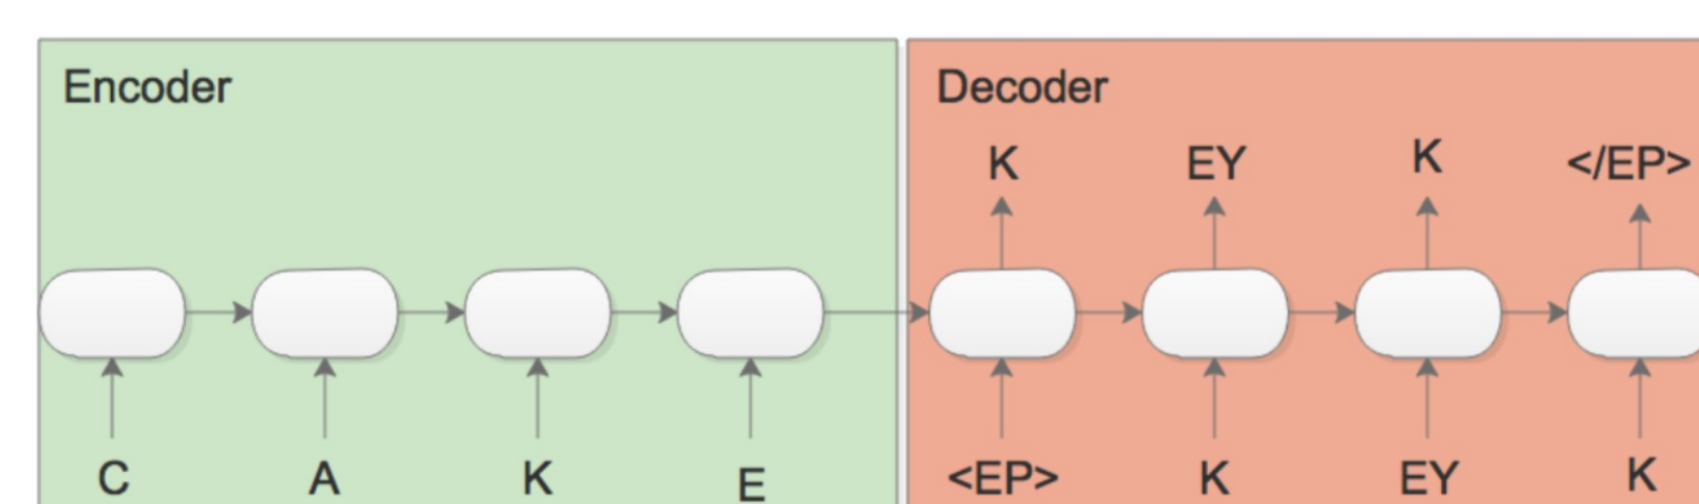 Encoder
Decoder
K EY K </EP>
C A K E <EP> K EY K